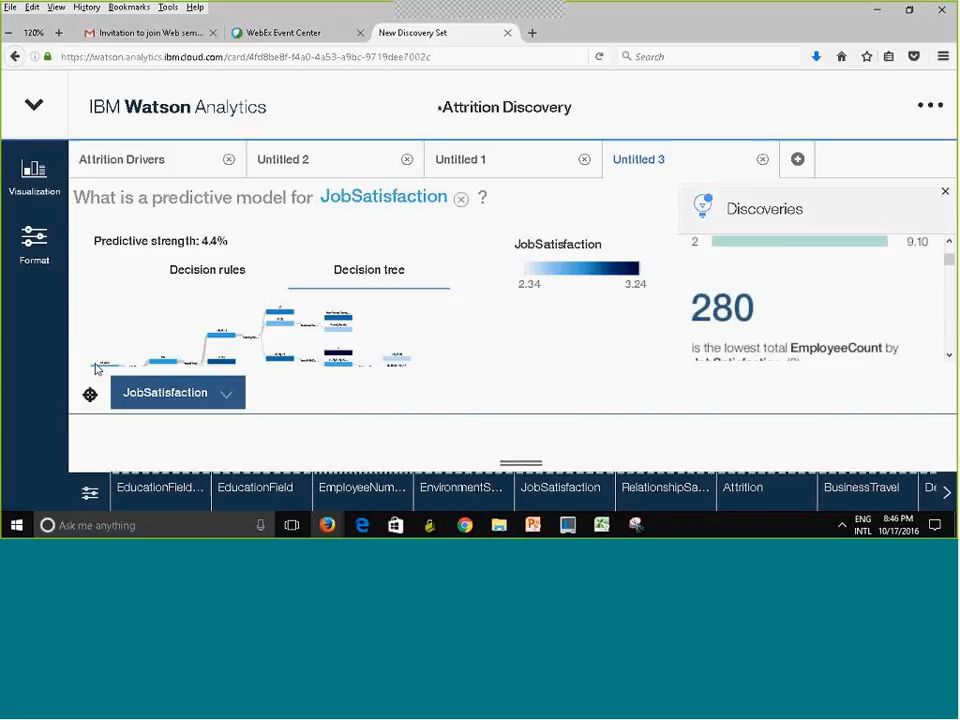 File Edit View History Bookmarks Tools Help
120% Invitation to join Web sem... WebEx Event Center New Discovery Set
https://watson.analytics.ibmcloud.com/card/4fd8be8f-f4a0-4a53-a9bc-9719dee7002c Search
IBM Watson Analytics Attrition Discovery
Attrition Drivers Untitled 2 Untitled 1 Untitled 3
Visualization
Format
What is a predictive model for JobSatisfaction ?
Discoveries
Predictive strength: 4.4%
Decision rules Decision tree
JobSatisfaction
2.34 3.24
2 9.10
280
is the lowest total EmployeeCount by
JobSatisfaction
EducationField... EducationField EmployeeNum... EnvironmentS... JobSatisfaction RelationshipSa... Attrition BusinessTravel De
Ask me anything
ENG 8:46 PM
INTL 10/17/2016